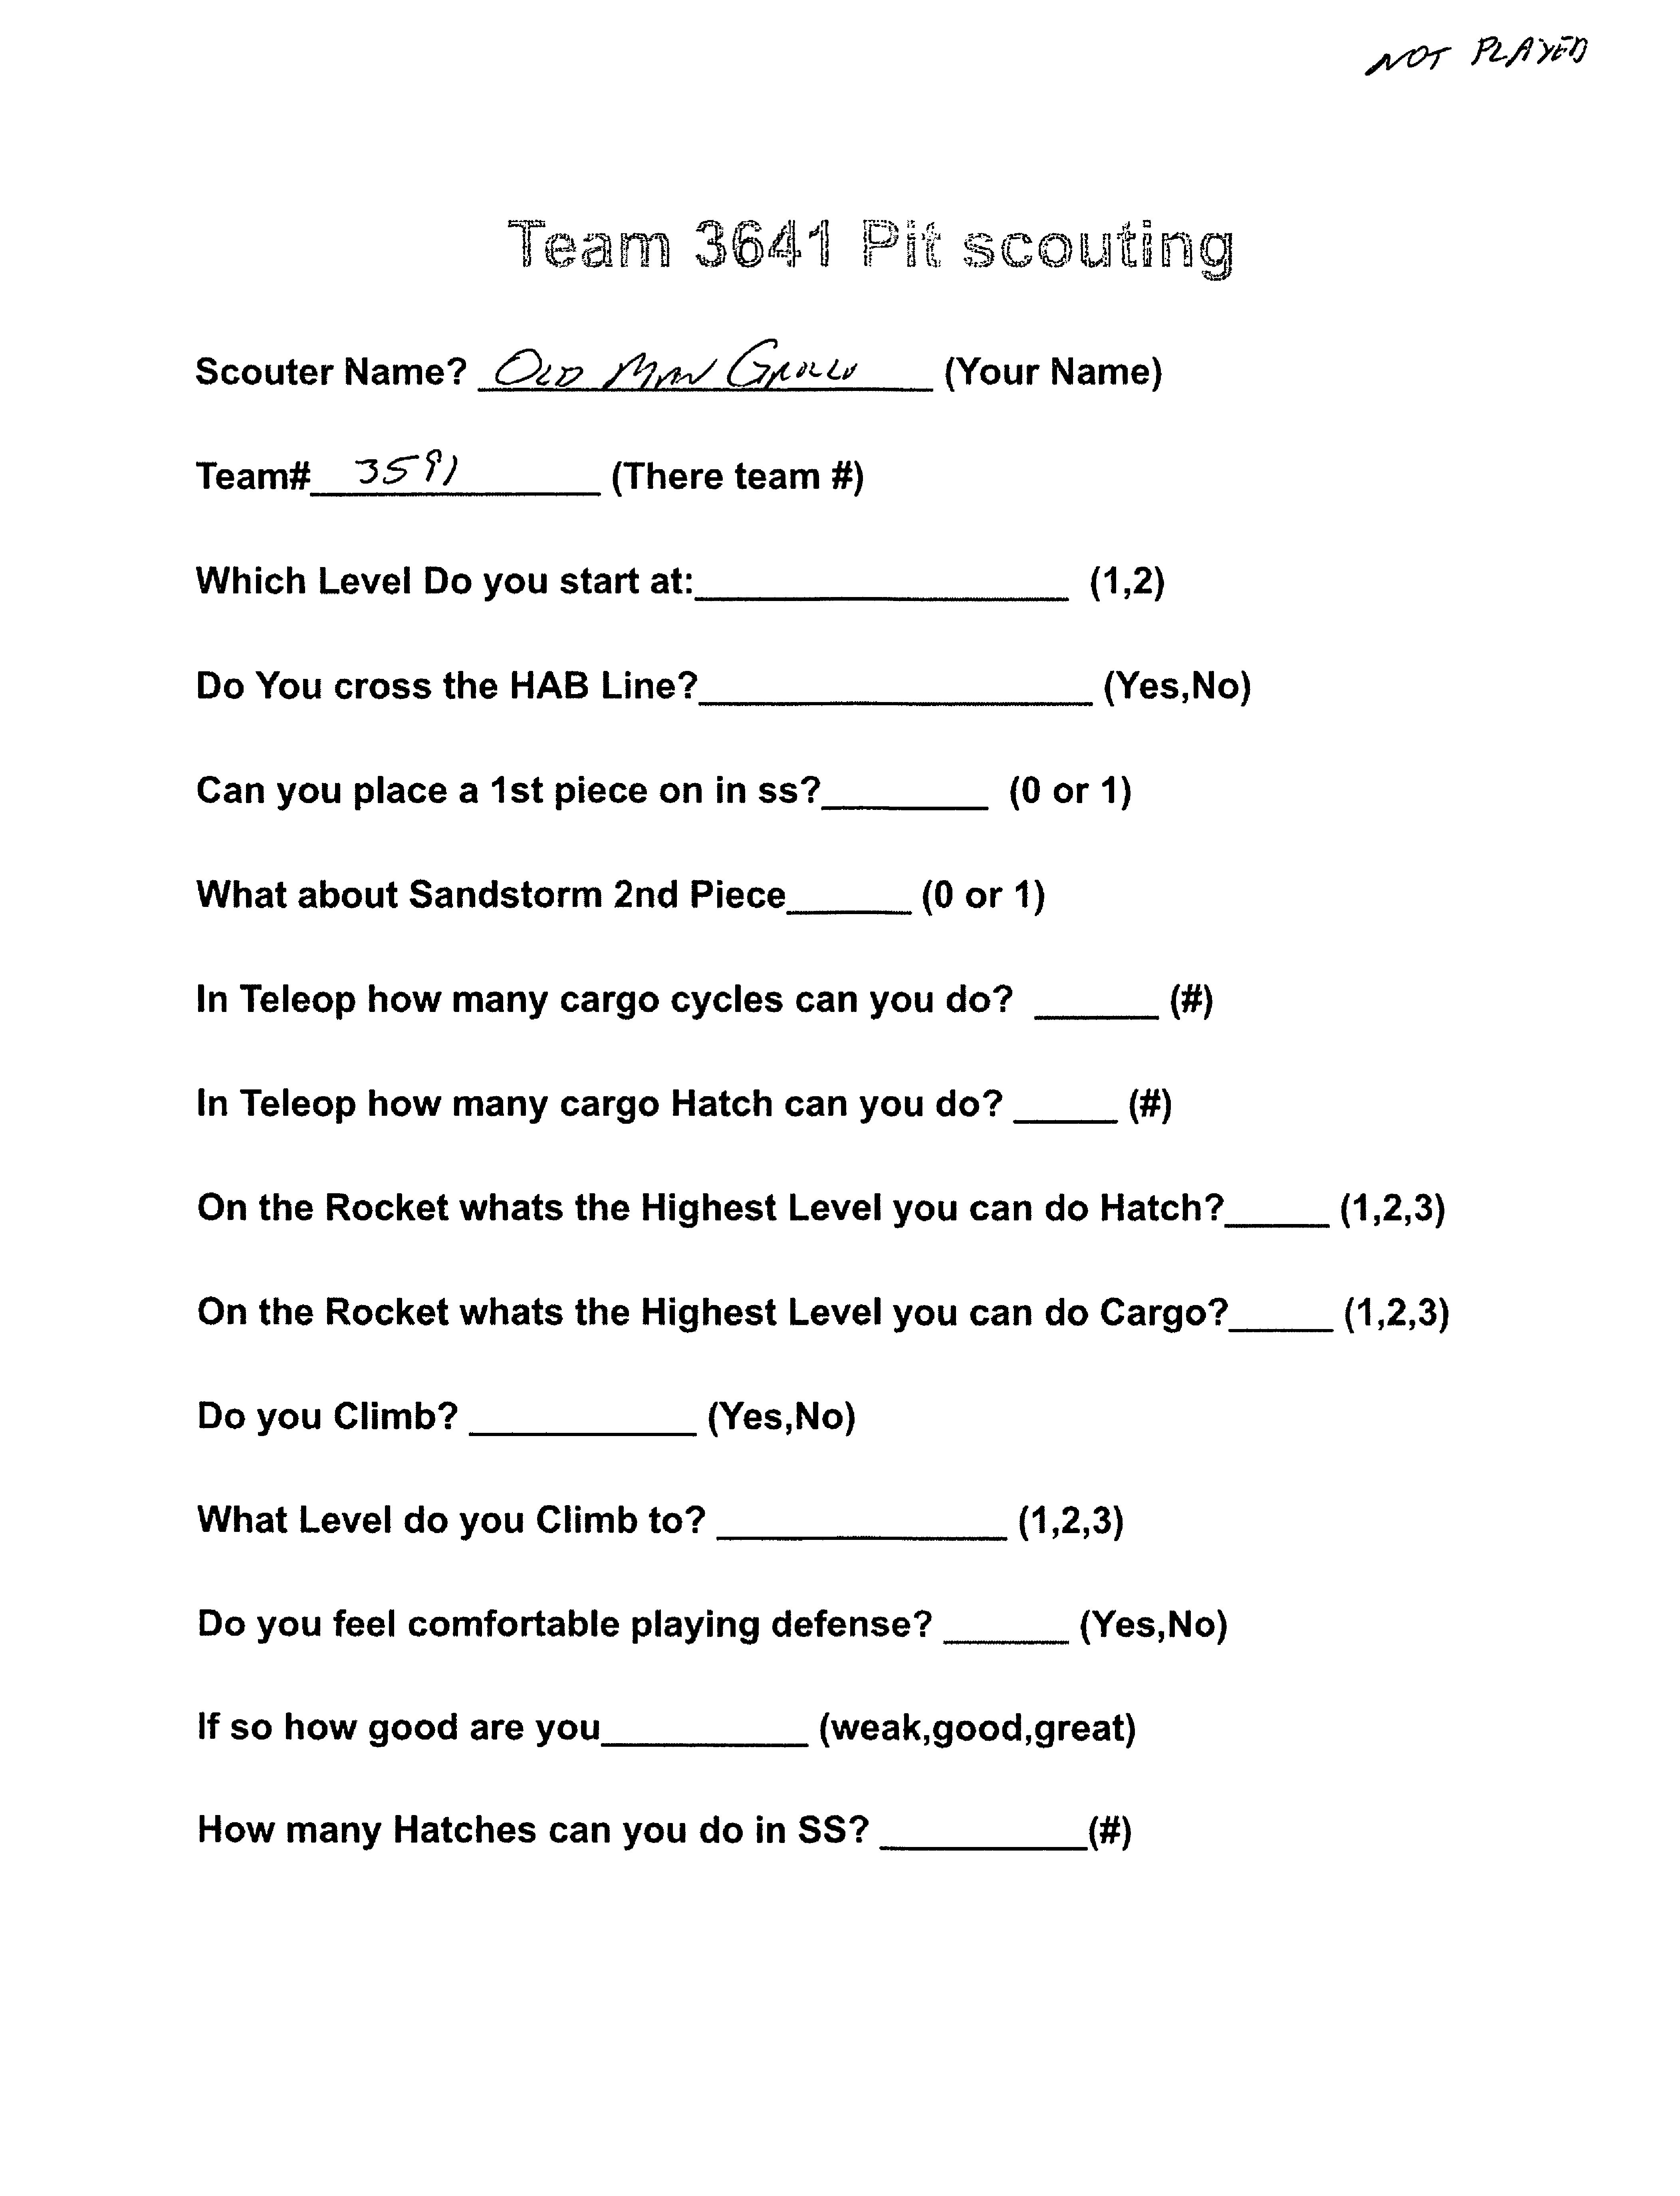 NOT PLAYED
Team 3641 Pit scouting
Scouter Name? OLD MAN (Your Name)
Team# 3591 (There team #)
Which Level Do you start at:__________________ (1,2)
Do You cross the HAB Line?___________________ (Yes,No)
Can you place a 1st piece on in ss?________ (0 or 1)
What about Sandstorm 2nd Piece______ (0 or 1)
In Teleop how many cargo cycles can you do? ______ (#)
In Teleop how many cargo Hatch can you do? _____ (#)
On the Rocket whats the Highest Level you can do Hatch?_____ (1,2,3)
On the Rocket whats the Highest Level you can do Cargo?_____ (1,2,3)
Do you Climb? ___________ (Yes,No)
What Level do you Climb to? ______________ (1,2,3)
Do you feel comfortable playing defense? ______ (Yes,No)
If so how good are you__________ (weak,good,great)
How many Hatches can you do in SS? __________(#)